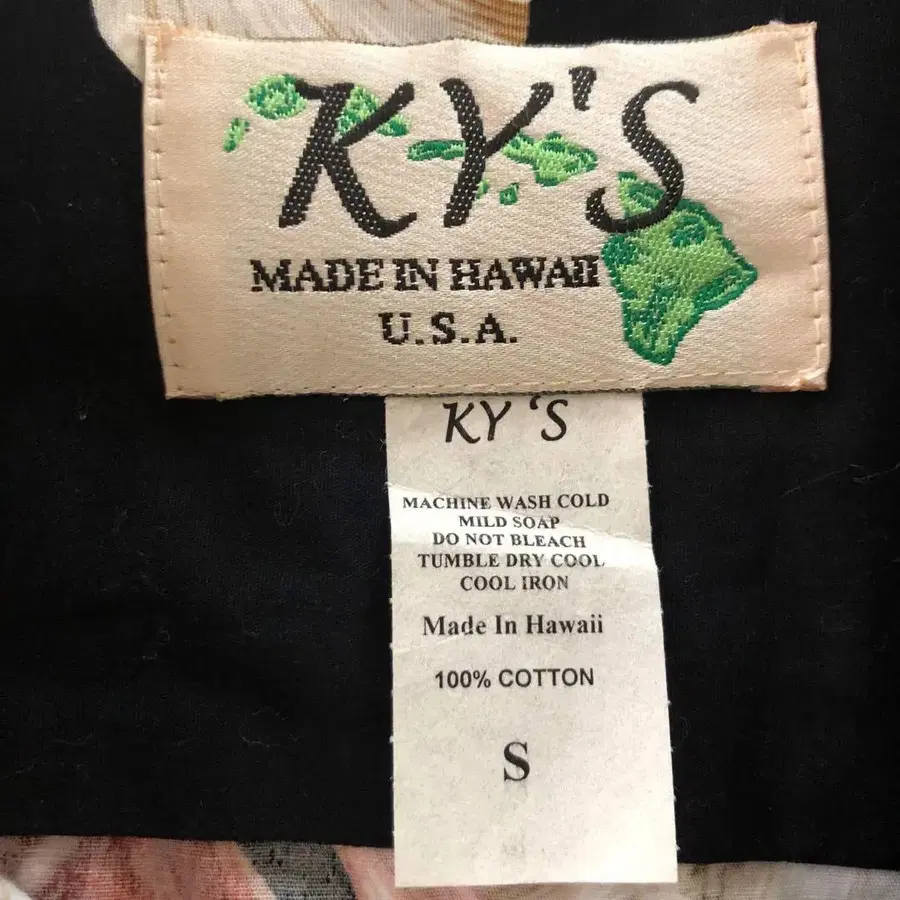 KY'S
MADE IN HAWAII
U.S.A.
KY 'S
MACHINE WASH COLD
MILD SOAP
DO NOT BLEACH
TUMBLE DRY COOL
COOL IRON
Made In Hawaii
100% COTTON
S